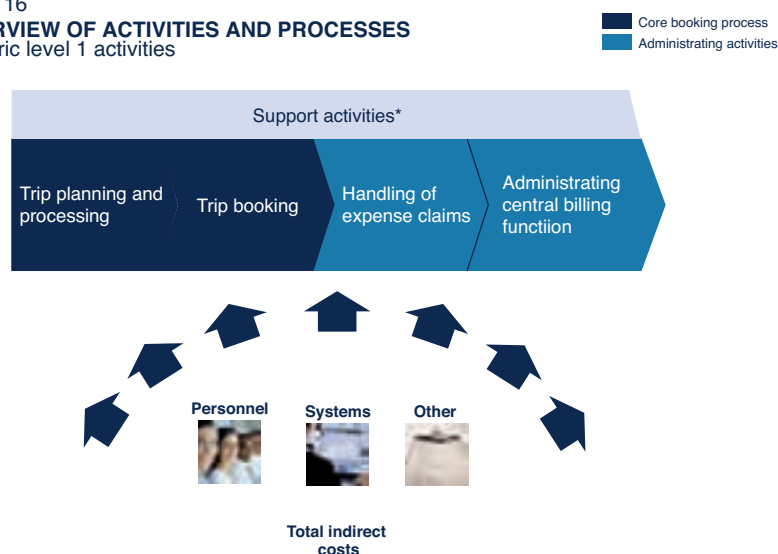 16
RVIEW OF ACTIVITIES AND PROCESSES
ric level 1 activities
Core booking process
Administrating activities
Support activities*
Trip planning and
processing
Trip booking
Handling of
expense claims
Administrating
central billing
functiion
Personnel
Systems
Other
Total indirect
costs